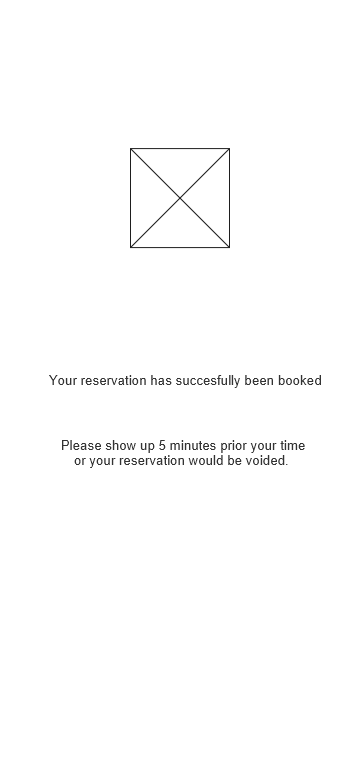 Your reservation has succesfully been booked
Please show up 5 minutes prior your time
or your reservation would be voided.